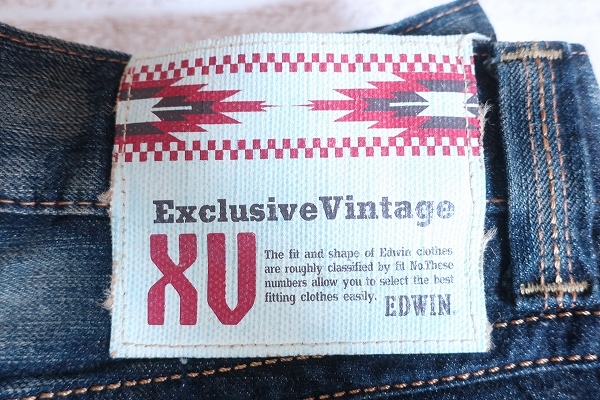 ExclusiveVintage
XV
The fit and shape of Edwin clothes
are roughly classified by fit No.These
numbers allow you to select the best
fitting clothes easily.
EDWIN